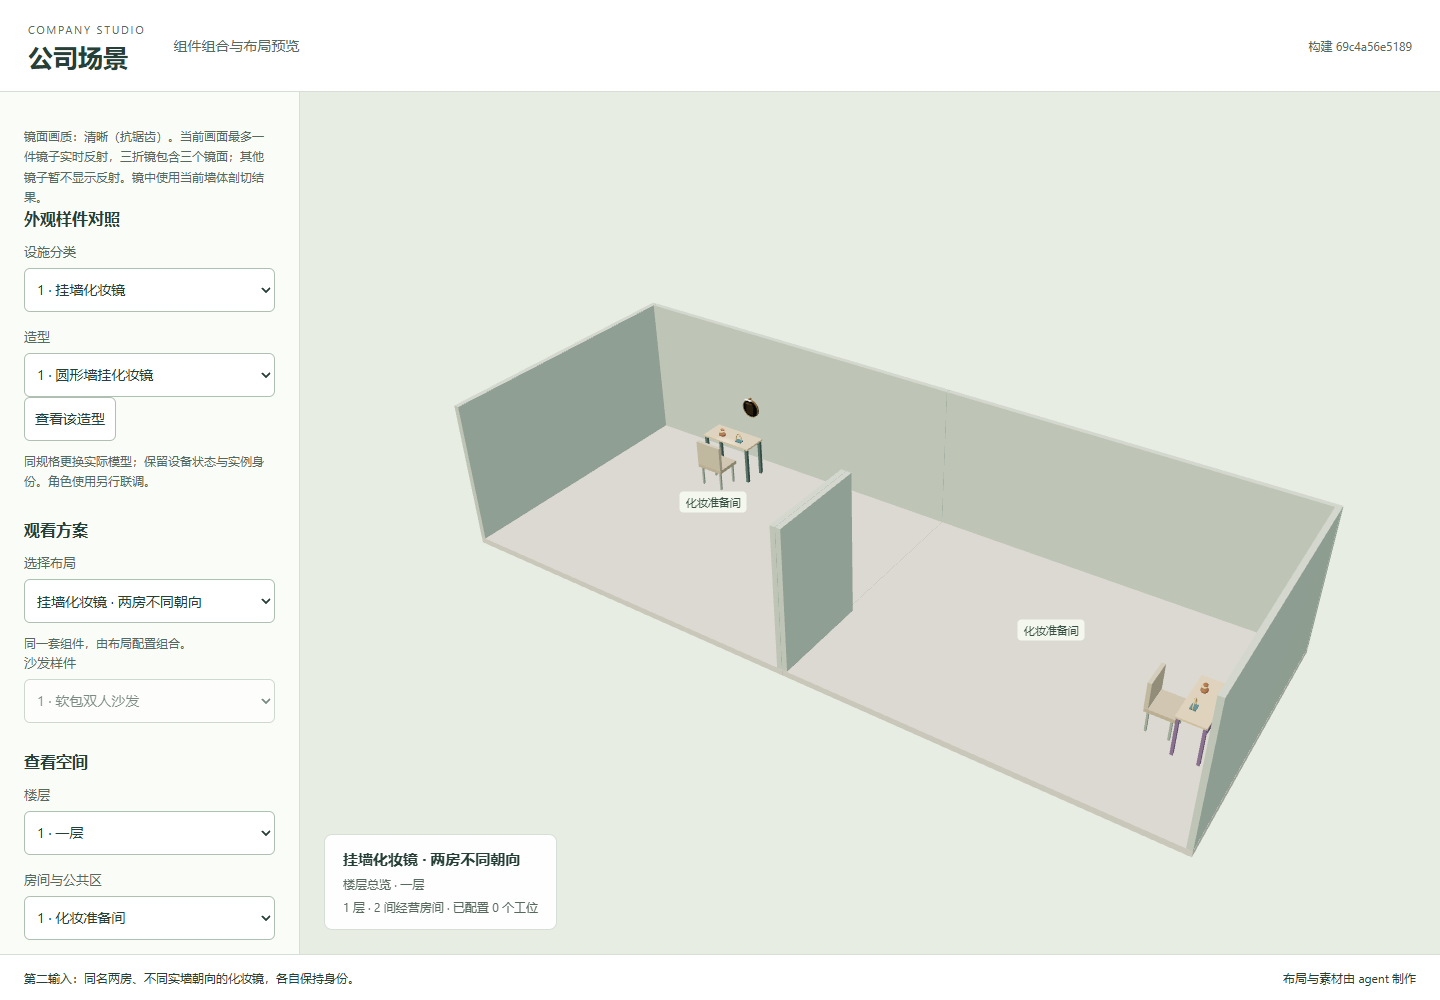 COMPANY STUDIO
公司场景
组件组合与布局预览
构建 69c4a56e5189
镜面画质：清晰（抗锯齿）。当前画面最多一
件镜子实时反射，三折镜包含三个镜面；其他
镜子暂不显示反射。镜中使用当前墙体剖切结
果。
外观样件对照
设施分类
1 · 挂墙化妆镜
造型
1 · 圆形墙挂化妆镜
查看该造型
同规格更换实际模型；保留设备状态与实例身
份。角色使用另行联调。
观看方案
选择布局
挂墙化妆镜 · 两房不同朝向
同一套组件，由布局配置组合。
沙发样件
1 · 软包双人沙发
查看空间
楼层
1 · 一层
房间与公共区
1 · 化妆准备间
化妆准备间
化妆准备间
挂墙化妆镜 · 两房不同朝向
楼层总览 · 一层
1 层 · 2 间经营房间 · 已配置 0 个工位
第二输入：同名两房、不同实墙朝向的化妆镜，各自保持身份。
布局与素材由 agent 制作